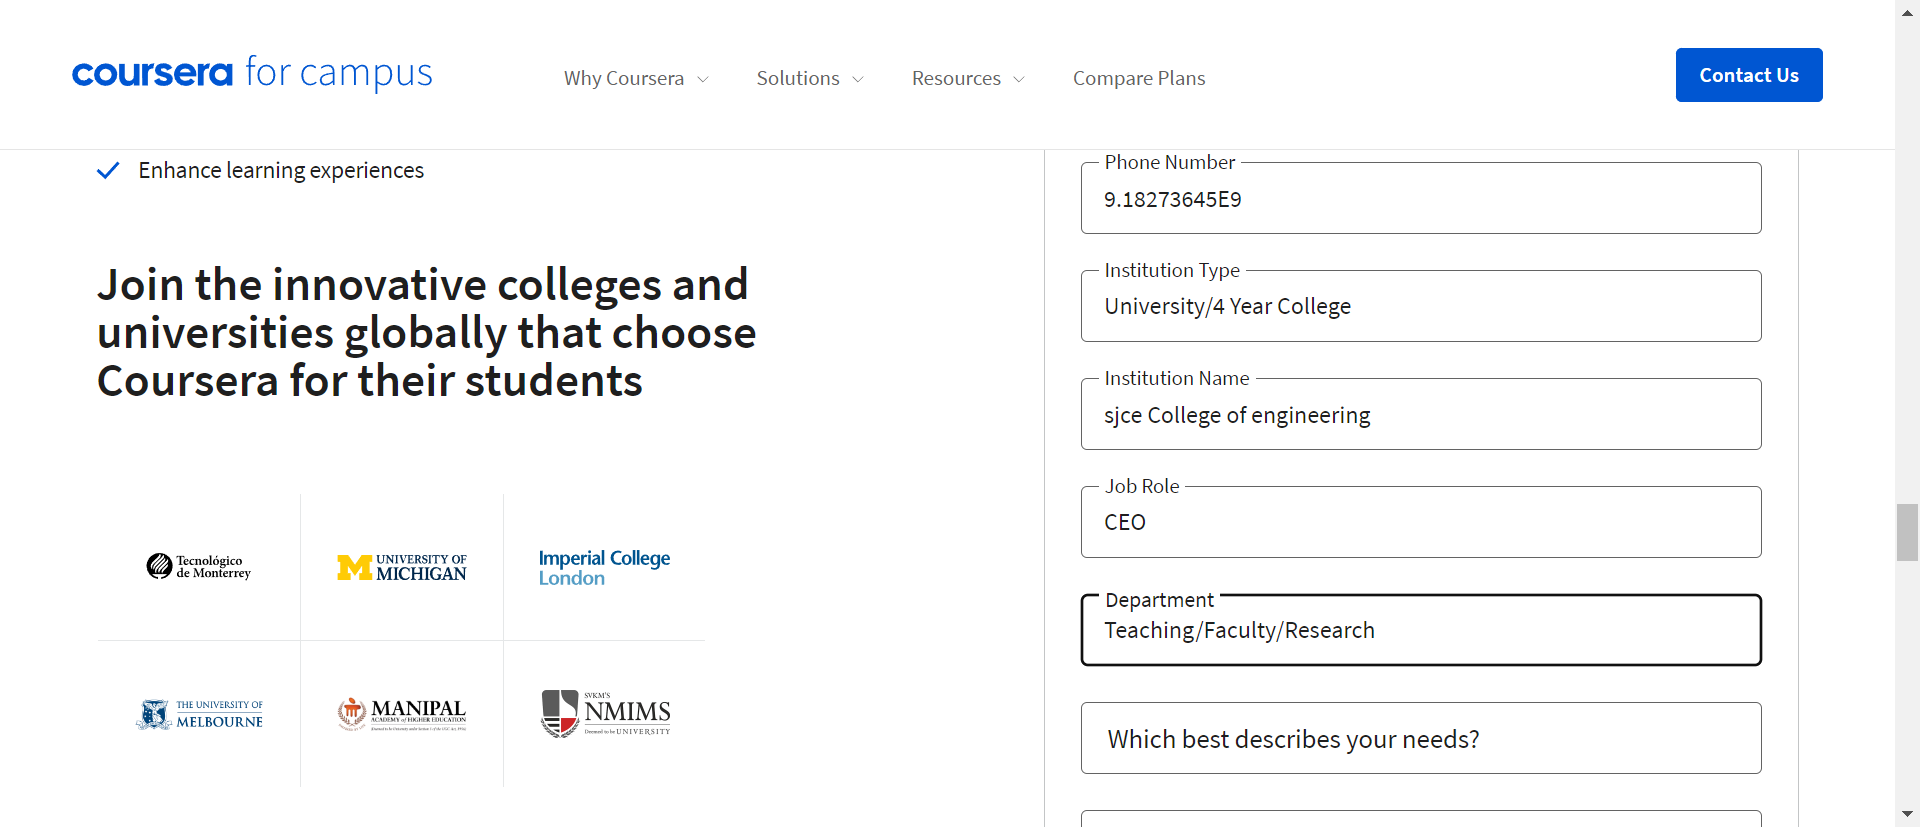 coursera for campus
Why Coursera
Solutions
Resources
Compare Plans
Contact Us
Enhance learning experiences
Join the innovative colleges and
universities globally that choose
Coursera for their students
Tecnológico
de Monterrey
M UNIVERSITY OF
MICHIGAN
Imperial College
London
THE UNIVERSITY OF
MELBOURNE
MANIPAL
ACADEMY of HIGHER EDUCATION
SVKM'S
NMIMS
Deemed to be UNIVERSITY
Phone Number
9.18273645E9
Institution Type
University/4 Year College
Institution Name
sjce College of engineering
Job Role
CEO
Department
Teaching/Faculty/Research
Which best describes your needs?